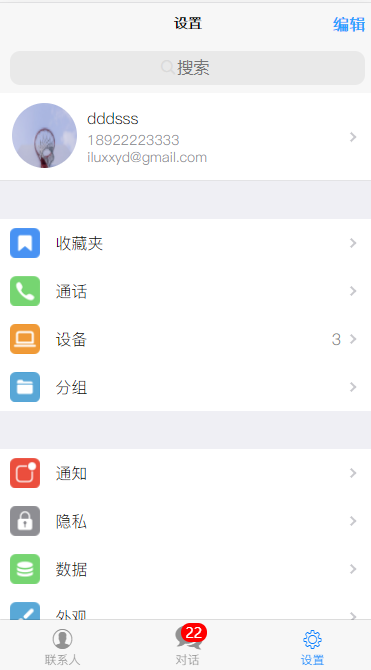 设置
编辑
搜索
dddsss
18922223333
iluxxyd@gmail.com
收藏夹
通话
设备
3
分组
通知
隐私
数据
外观
22
联系人
对话
设置